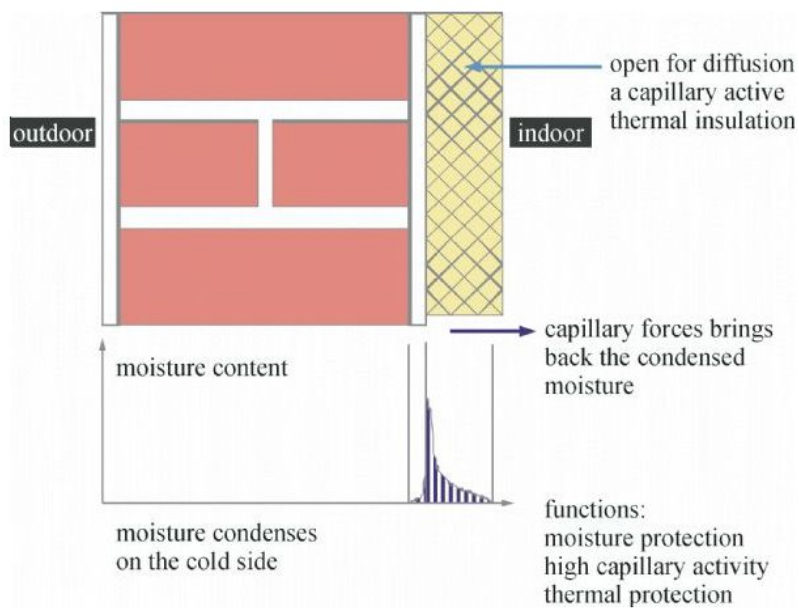 outdoor
indoor
open for diffusion
a capillary active
thermal insulation
capillary forces brings
back the condensed
moisture
moisture content
moisture condenses
on the cold side
functions:
moisture protection
high capillary activity
thermal protection